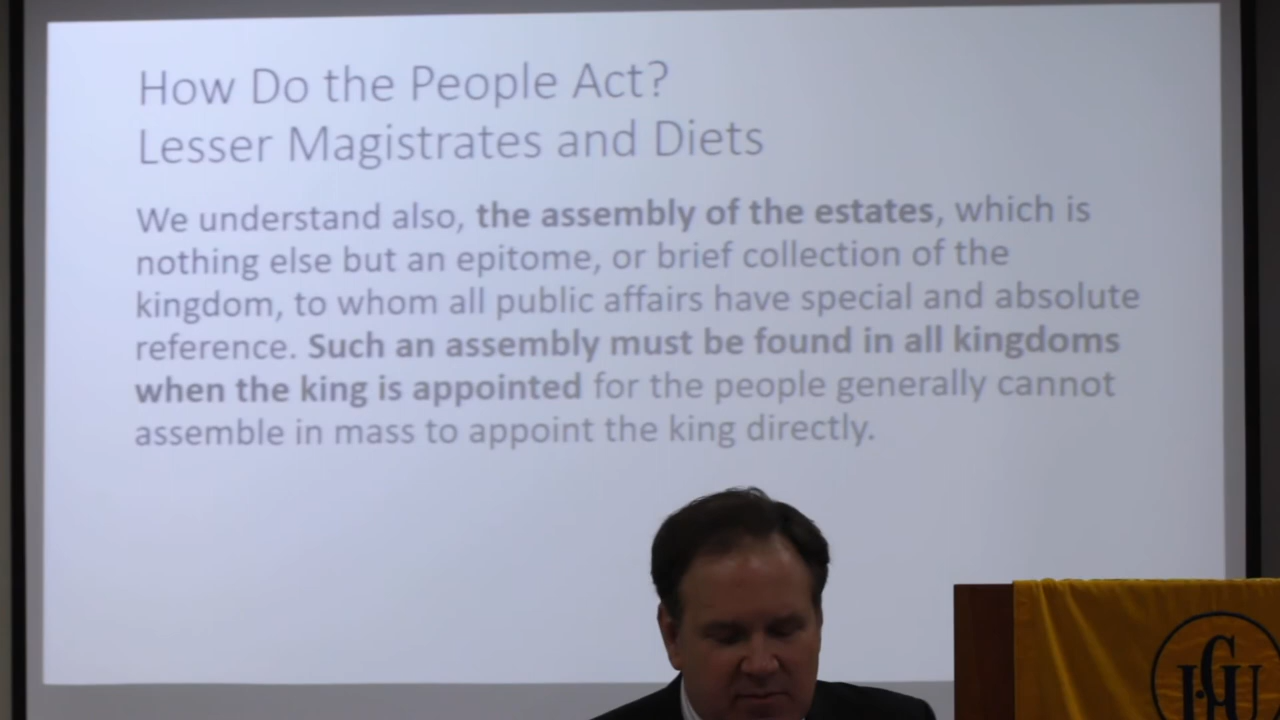 How Do the People Act?
Lesser Magistrates and Diets
We understand also, the assembly of the estates, which is
nothing else but an epitome, or brief collection of the
kingdom, to whom all public affairs have special and absolute
reference. Such an assembly must be found in all kingdoms
when the king is appointed for the people generally cannot
assemble in mass to appoint the king directly.